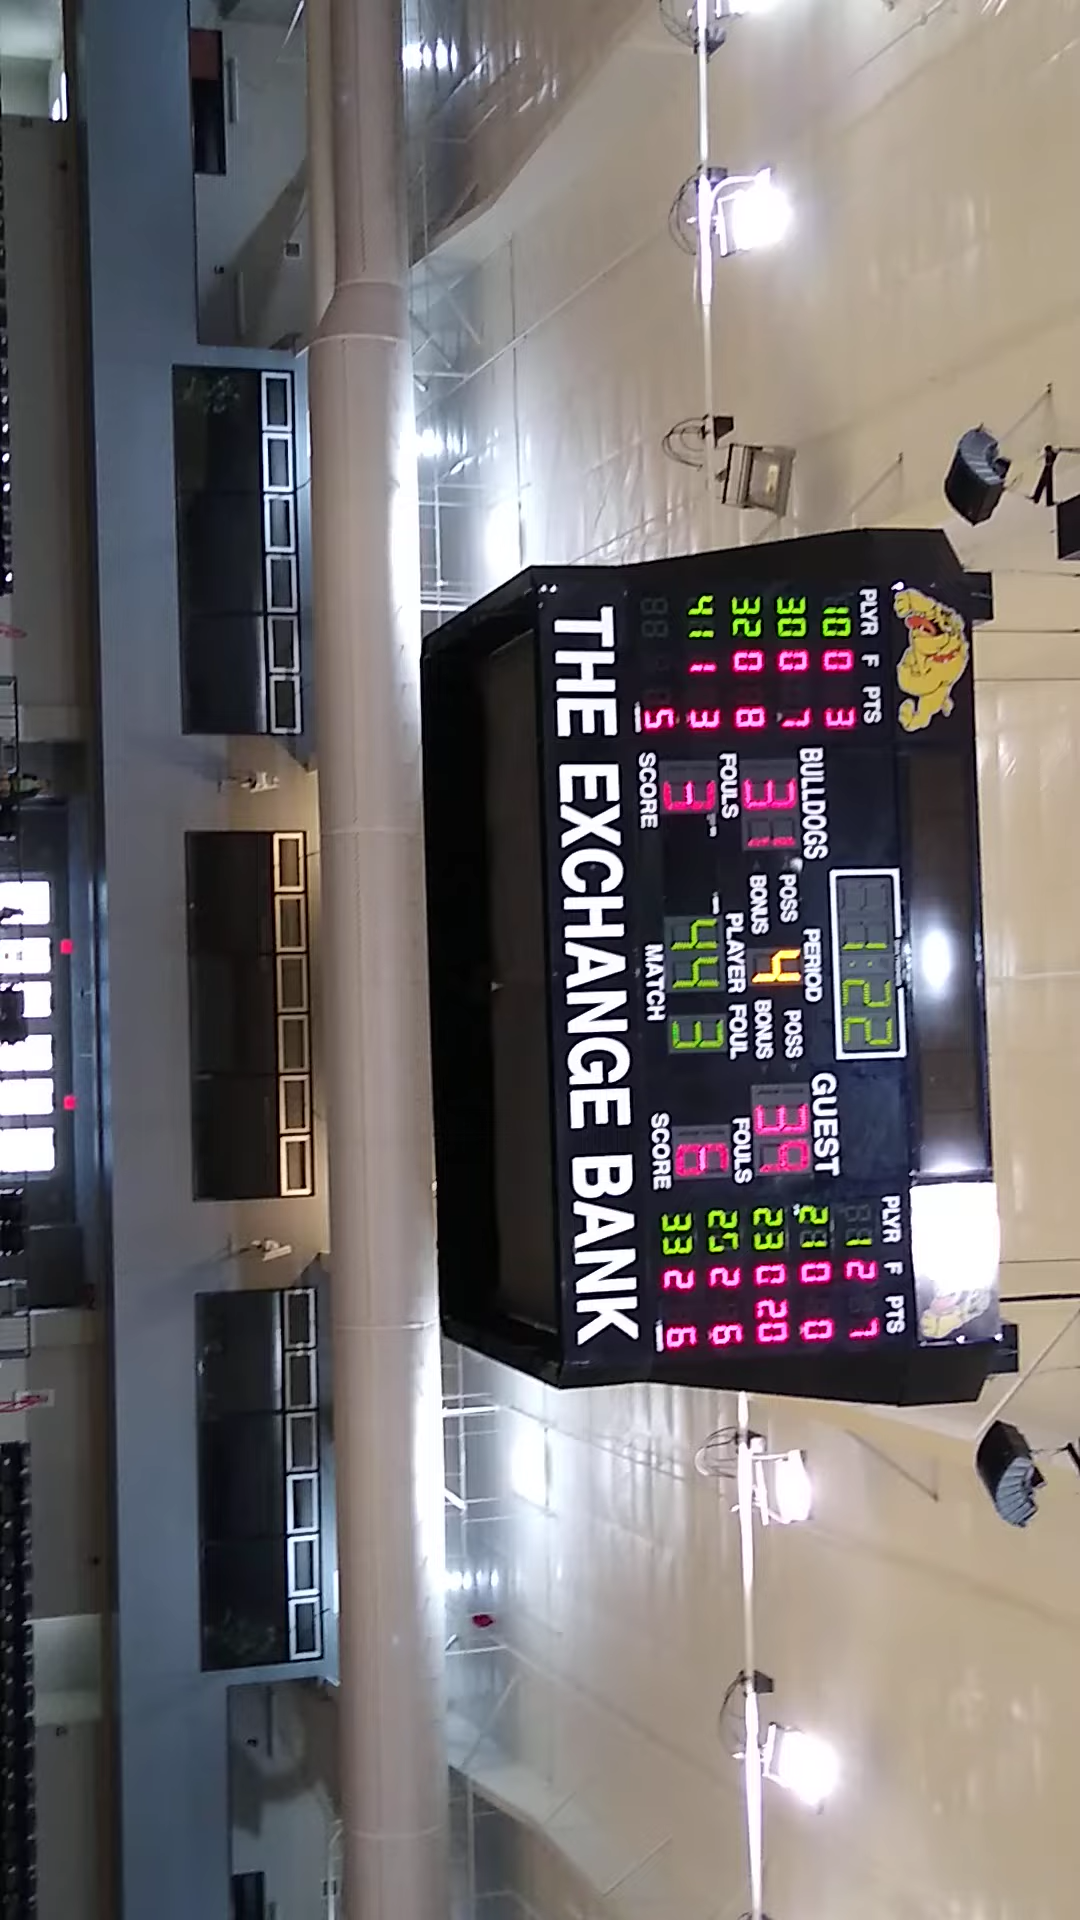 PLYR F PTS
10 0 3
30 0 7
32 0 8
41 1 3
5
1:22
BULLDOGS PERIOD GUEST
31 POSS 4 POSS 39
BONUS BONUS
FOULS PLAYER FOUL FOULS
3 44 3 6
SCORE MATCH SCORE
PLYR F PTS
1 2 7
21 0 0
23 0 20
25 2 6
33 2 6
THE EXCHANGE BANK